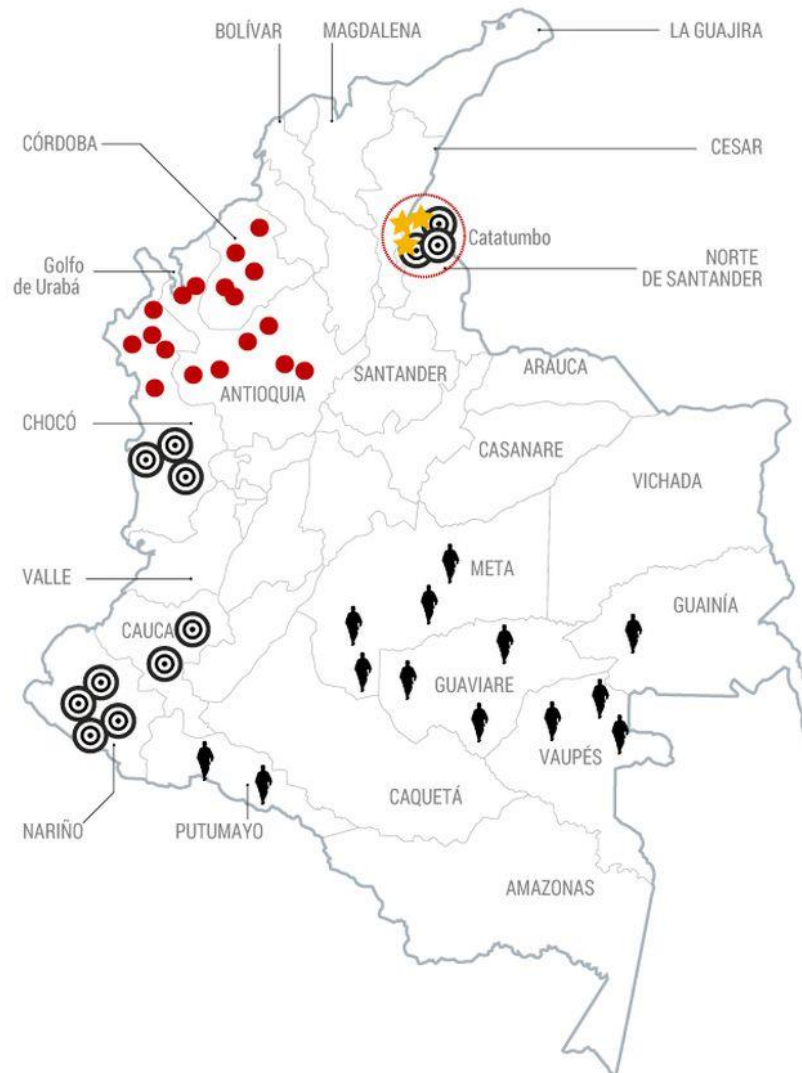 BOLÍVAR
MAGDALENA
LA GUAJIRA
CÓRDOBA
CESAR
Catatumbo
Golfo
de Urabá
NORTE
DE SANTANDER
ANTIOQUIA
SANTANDER
ARAUCA
CHOCÓ
CASANARE
VICHADA
VALLE
META
GUAINÍA
CAUCA
GUAVIARE
VAUPÉS
NARIÑO
PUTUMAYO
CAQUETÁ
AMAZONAS